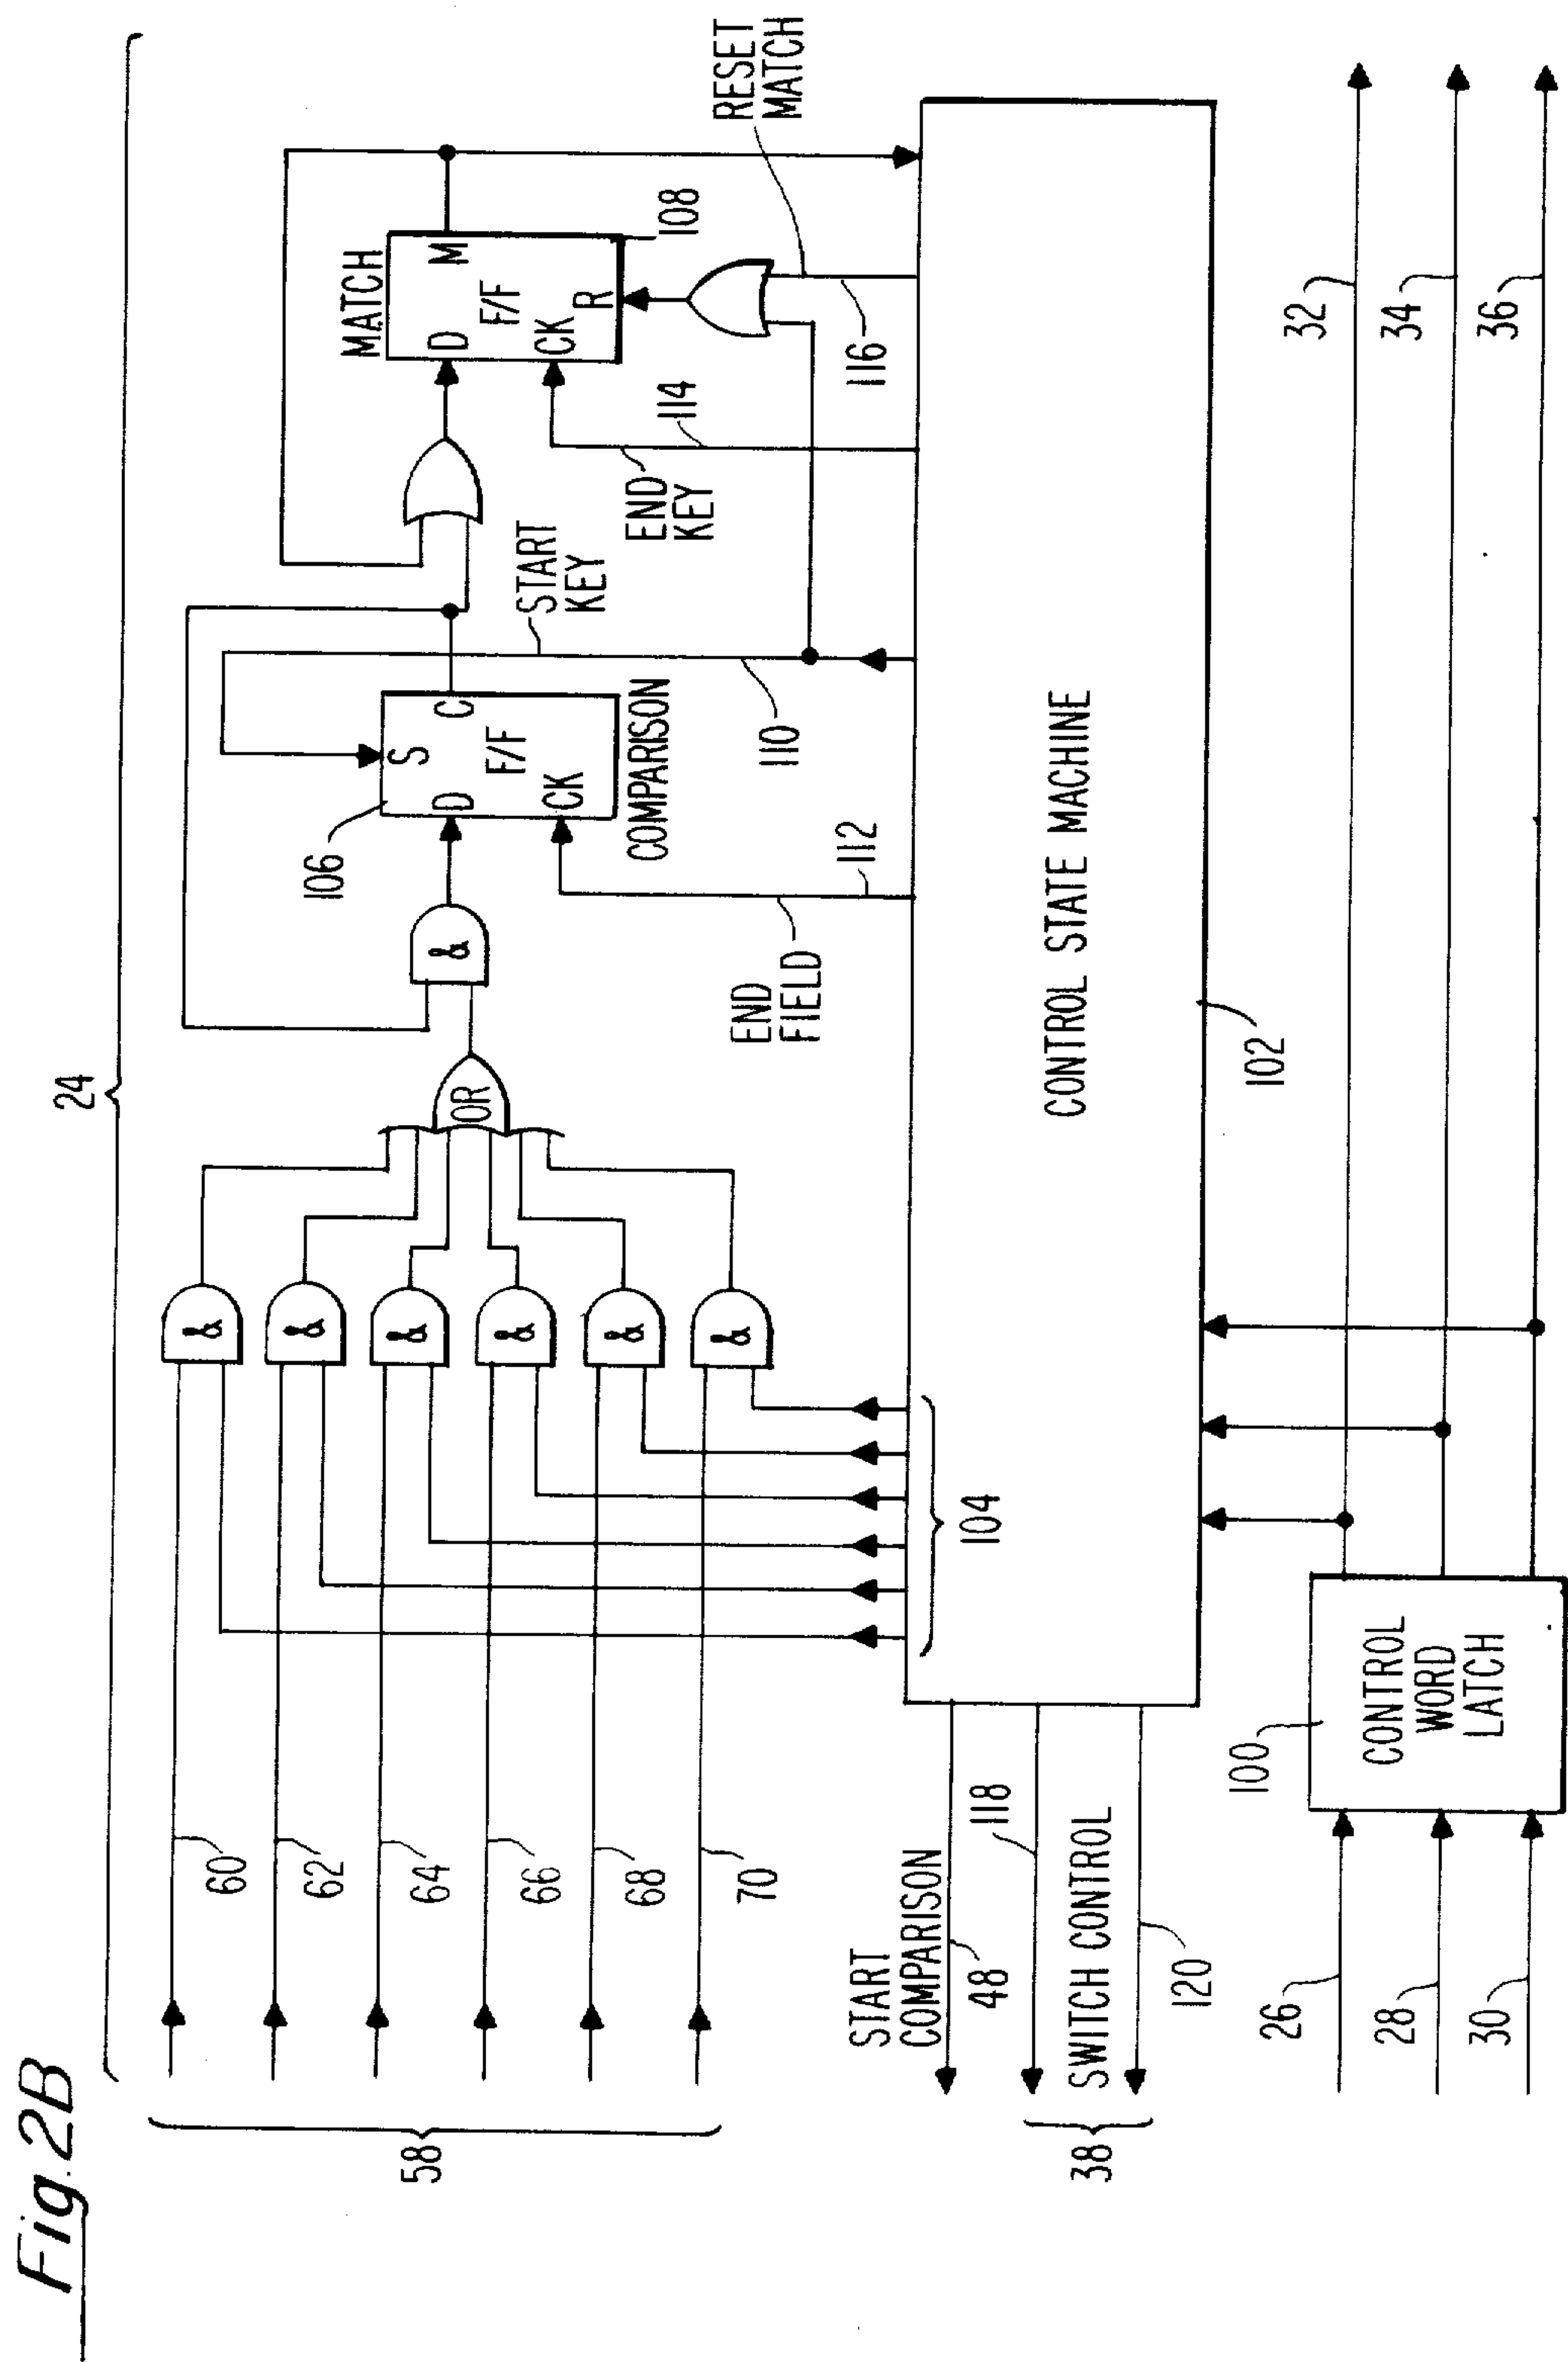 Fig. 2B
24
58
60
62
64
66
68
70
&
&
&
&
&
&
OR
&
106
D
S
C
F/F
CK
COMPARISON
START
KEY
MATCH
D
M
F/F
CK
R
108
END
FIELD
112
110
END
KEY
114
116
RESET
MATCH
104
CONTROL STATE MACHINE
102
START
COMPARISON
48
118
SWITCH CONTROL
38
120
100
CONTROL
WORD
LATCH
26
28
30
32
34
36